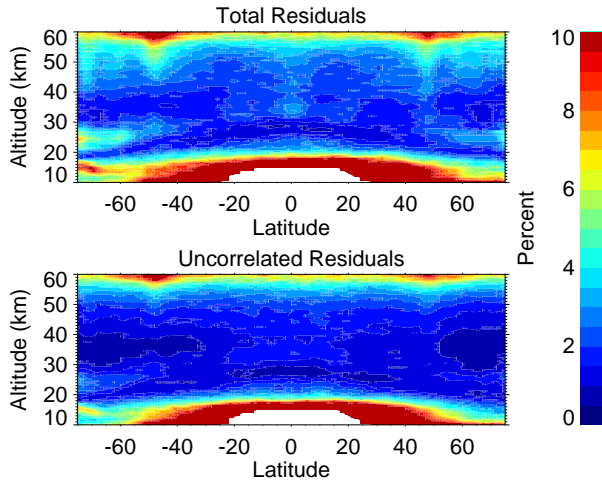 Total Residuals
60
50
40
30
20
10
Altitude (km)
-60 -40 -20 0 20 40 60
Latitude
Uncorrelated Residuals
60
50
40
30
20
10
Altitude (km)
-60 -40 -20 0 20 40 60
Latitude
10
8
6
4
2
0
Percent